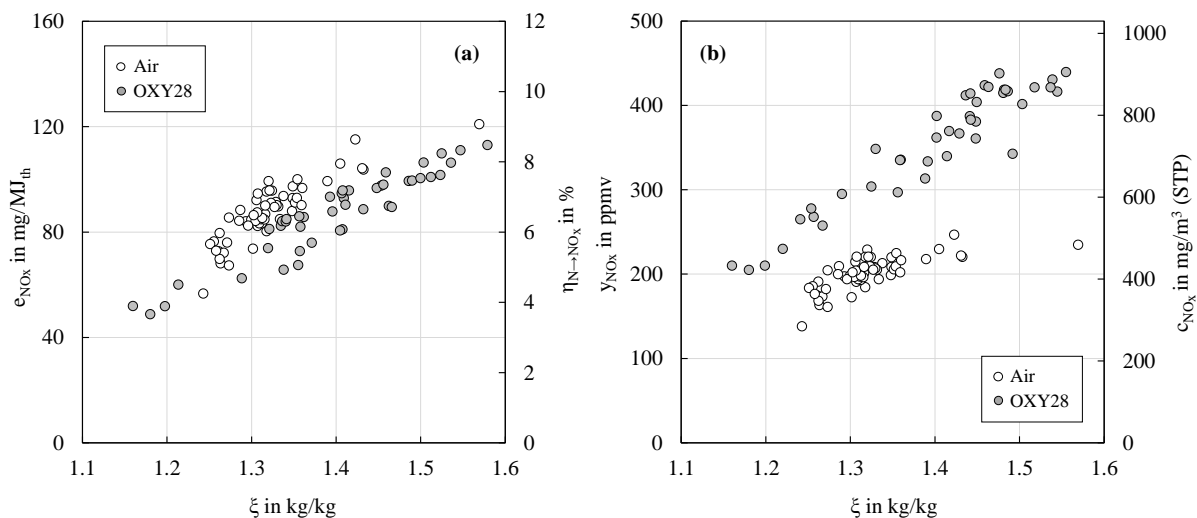 160
120
80
40
0
e_NOx in mg/MJ_th
12
10
8
6
4
2
0
η_N→NOx in %
1.1 1.2 1.3 1.4 1.5 1.6
ξ in kg/kg
Air
OXY28
(a)
500
400
300
200
100
0
y_NOx in ppmv
1000
800
600
400
200
0
c_NOx in mg/m³ (STP)
1.1 1.2 1.3 1.4 1.5 1.6
ξ in kg/kg
(b)
Air
OXY28